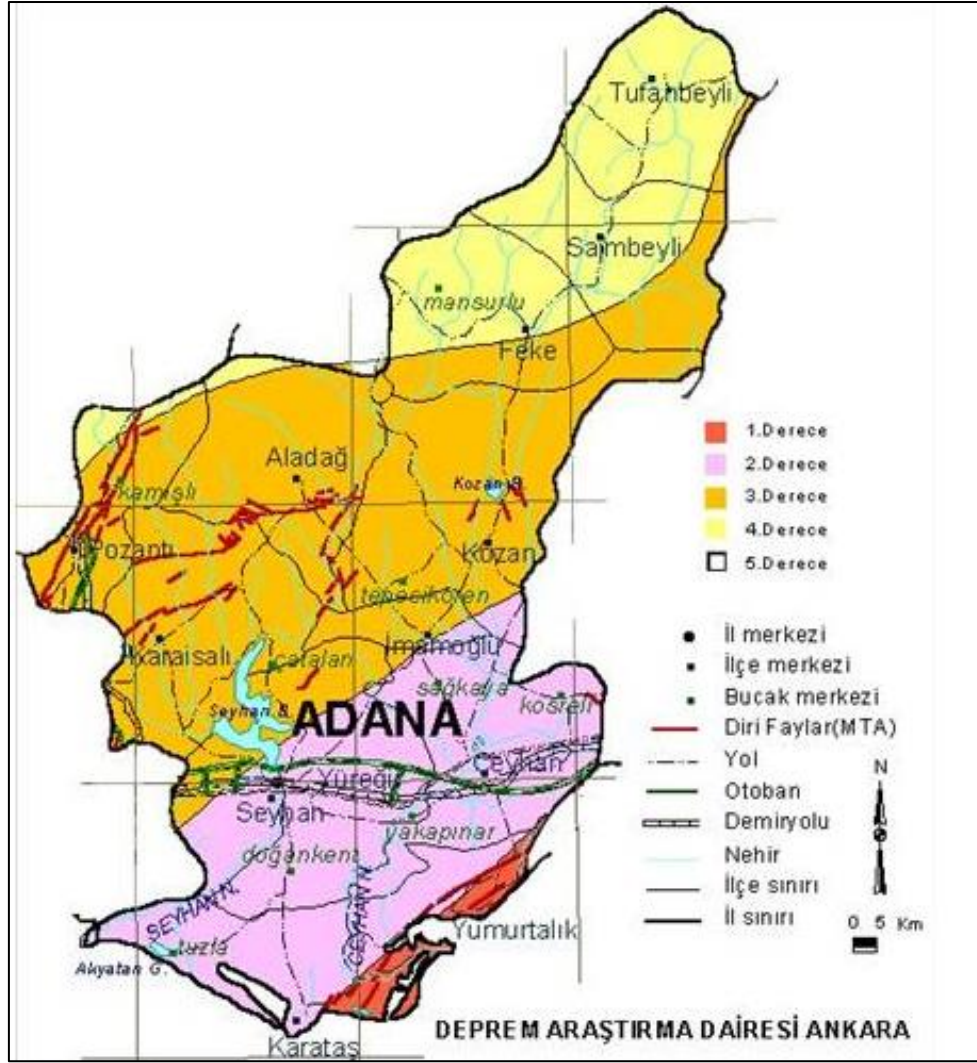 Tufanbeyli
Saimbeyli
mansurlu
Feke
Aladağ
kamışlı
Kozan B.
Pozantı
Kozan
tepecikören
İmamoğlu
Karaisalı
çatalan
sağkaya
kösreli
Seyhan B.
ADANA
Ceyhan
Yüreğir
Seyhan
yakapınar
doğankent
SEYHAN N.
CEYHAN N.
Yumurtalık
tuzla
Akyatan G.
Karataş
1.Derece
2.Derece
3.Derece
4.Derece
5.Derece
İl merkezi
İlçe merkezi
Bucak merkezi
Diri Faylar(MTA)
Yol
Otoban
Demiryolu
Nehir
İlçe sınırı
İl sınırı
N
0 5 Km
DEPREM ARAŞTIRMA DAİRESİ ANKARA